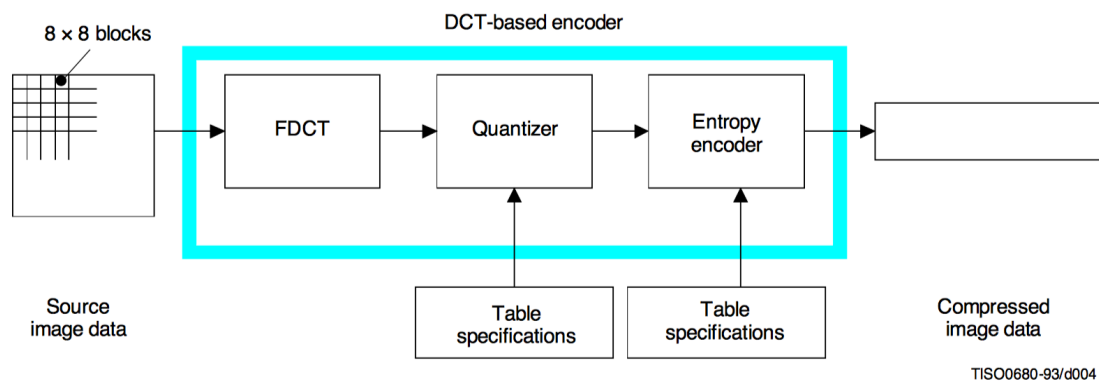 DCT-based encoder
8 × 8 blocks
FDCT
Quantizer
Entropy
encoder
Source
image data
Table
specifications
Table
specifications
Compressed
image data
TISO0680-93/d004